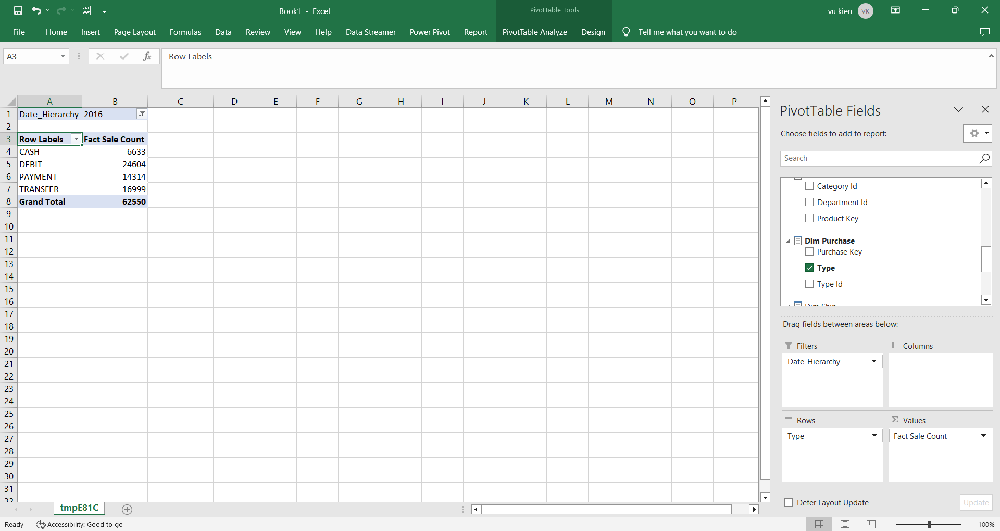 Book1 - Excel
PivotTable Tools
vu kien
VK
File Home Insert Page Layout Formulas Data Review View Help Data Streamer Power Pivot Report PivotTable Analyze Design Tell me what you want to do
A3
fx
Row Labels
A B C D E F G H I J K L M N O P
1 Date_Hierarchy 2016
2
3 Row Labels Fact Sale Count
4 CASH 6633
5 DEBIT 24604
6 PAYMENT 14314
7 TRANSFER 16999
8 Grand Total 62550
9
10
11
12
13
14
15
16
17
18
19
20
21
22
23
24
25
26
27
28
29
30
31
32
PivotTable Fields
Choose fields to add to report:
Search
Category Id
Department Id
Product Key
Dim Purchase
Purchase Key
Type
Type Id
Dim Ship
Drag fields between areas below:
Filters
Columns
Date_Hierarchy
Rows
Σ Values
Type
Fact Sale Count
Defer Layout Update
Update
tmpE81C
Ready
Accessibility: Good to go
100%